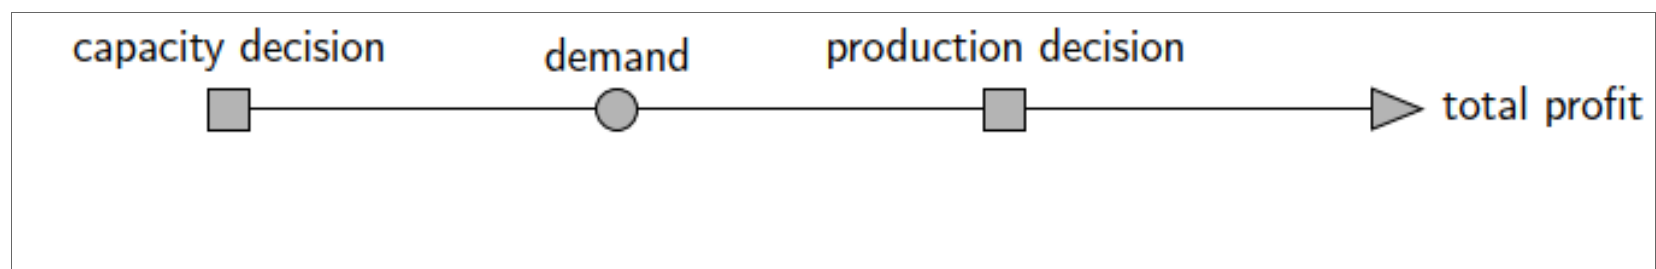 capacity decision
demand
production decision
total profit